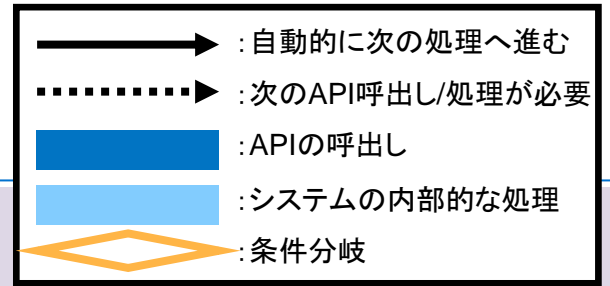 :自動的に次の処理へ進む
:次のAPI呼出し/処理が必要
:APIの呼出し
:システムの内部的な処理
:条件分岐